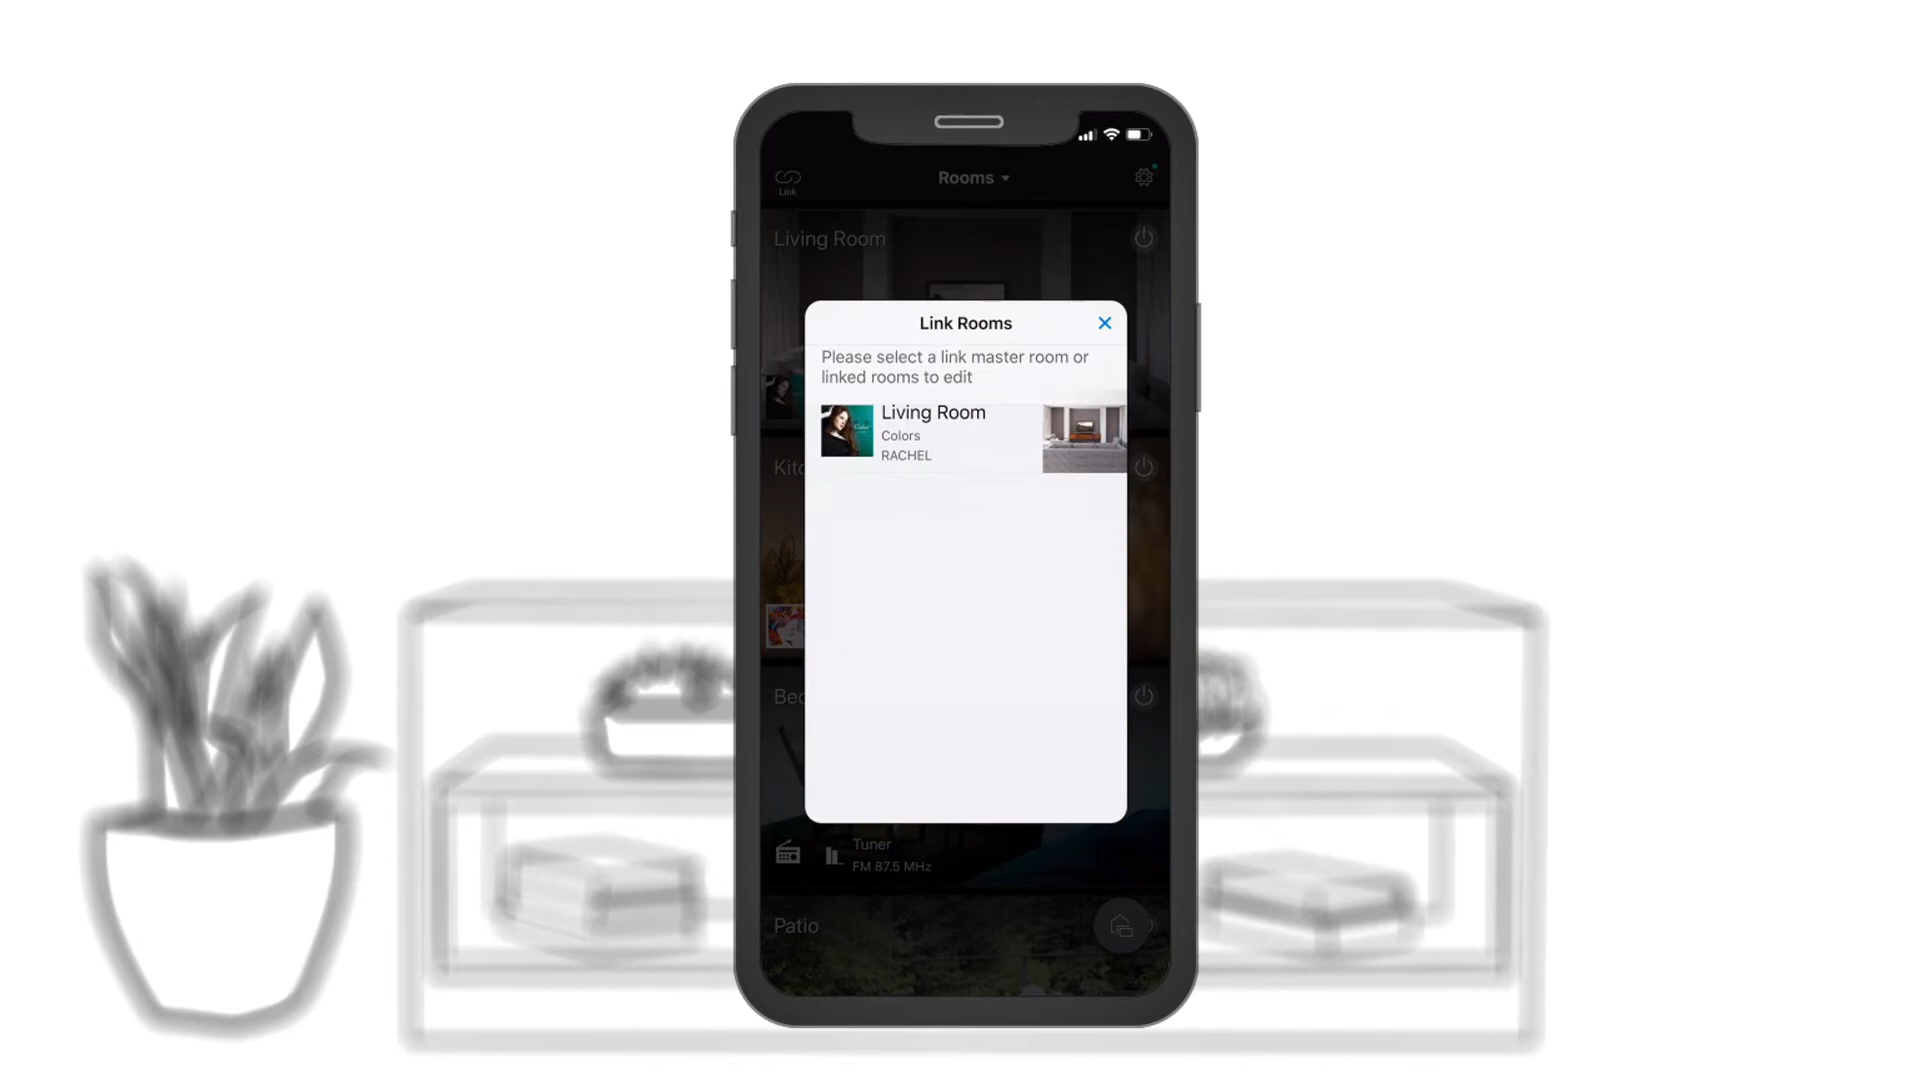 Rooms
Link
Living Room
Link Rooms
Please select a link master room or
linked rooms to edit
Living Room
Colors
RACHEL
Tuner
FM 87.5 MHz
Patio